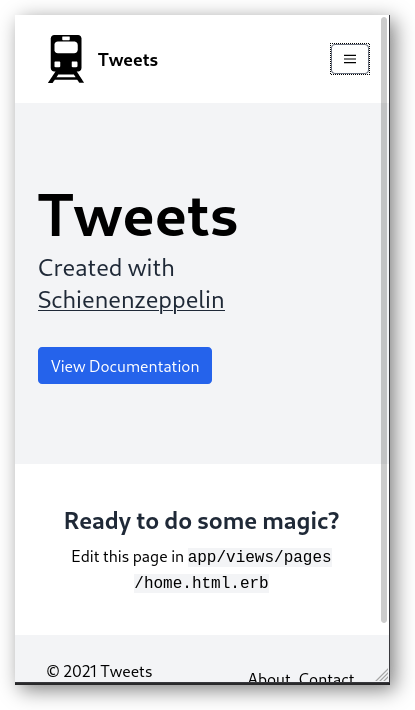 Tweets
Tweets
Created with
Schienenzeppelin
View Documentation
Ready to do some magic?
Edit this page in app/views/pages
/home.html.erb
© 2021 Tweets
About Contact